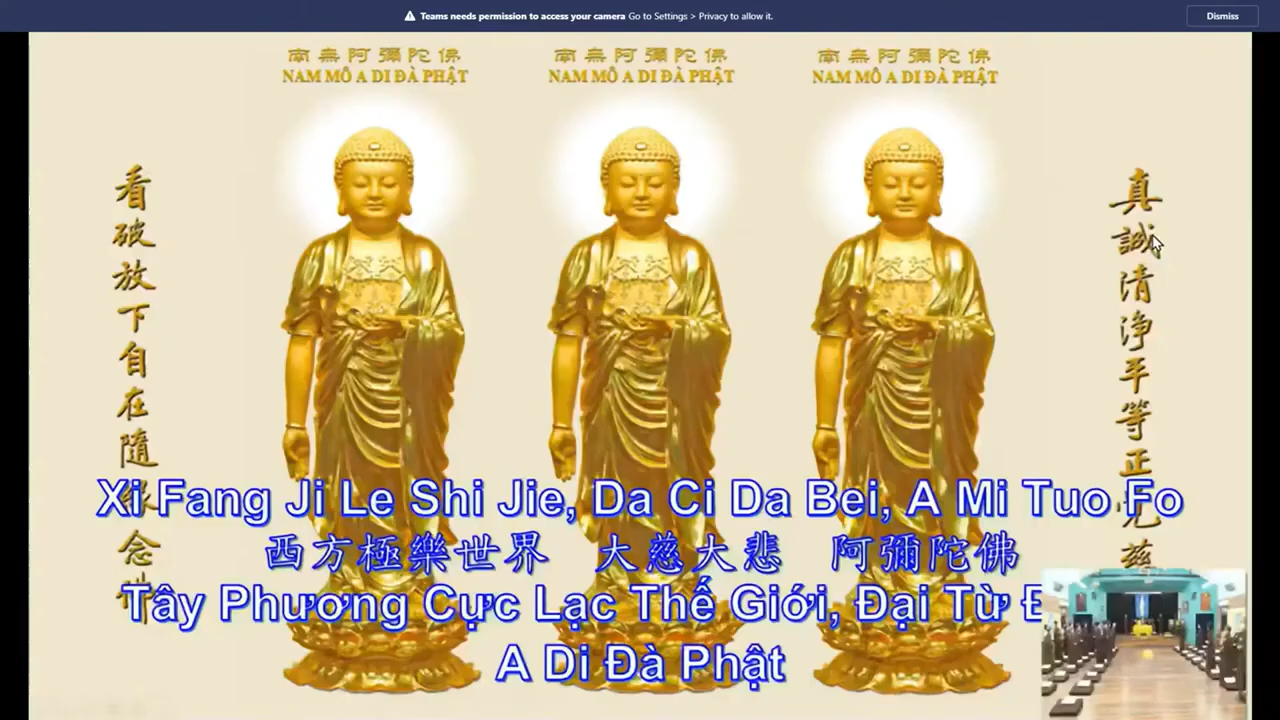 Teams needs permission to access your camera Go to Settings > Privacy to allow it.
Dismiss
南無阿彌陀佛
NAM MÔ A DI ĐÀ PHẬT
南無阿彌陀佛
NAM MÔ A DI ĐÀ PHẬT
南無阿彌陀佛
NAM MÔ A DI ĐÀ PHẬT
真誠清淨平等正覺慈
看破放下自在隨緣念佛
Xi Fang Ji Le Shi Jie, Da Ci Da Bei, A Mi Tuo Fo
西方極樂世界 大慈大悲 阿彌陀佛
Tây Phương Cực Lạc Thế Giới, Đại Từ
A Di Đà Phật